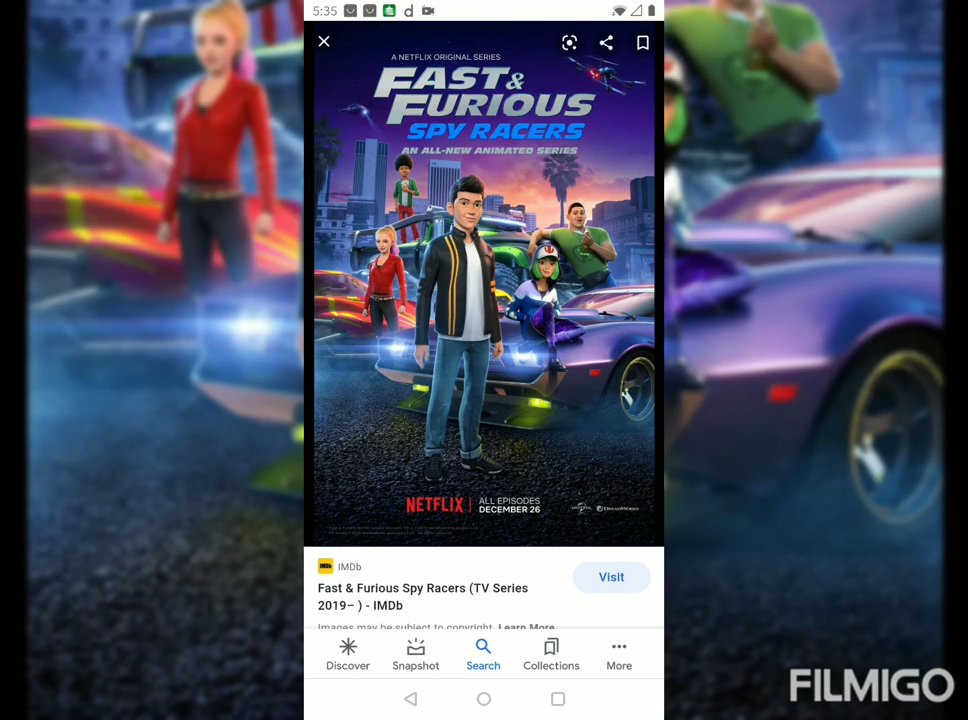 5:35
A NETFLIX ORIGINAL SERIES
FAST &
FURIOUS
SPY RACERS
AN ALL-NEW ANIMATED SERIES
NETFLIX
ALL EPISODES
DECEMBER 26
DREAMWORKS
IMDb
Visit
Fast & Furious Spy Racers (TV Series
2019– ) - IMDb
Images may be subject to copyright. Learn More
Discover
Snapshot
Search
Collections
More
FILMIGO